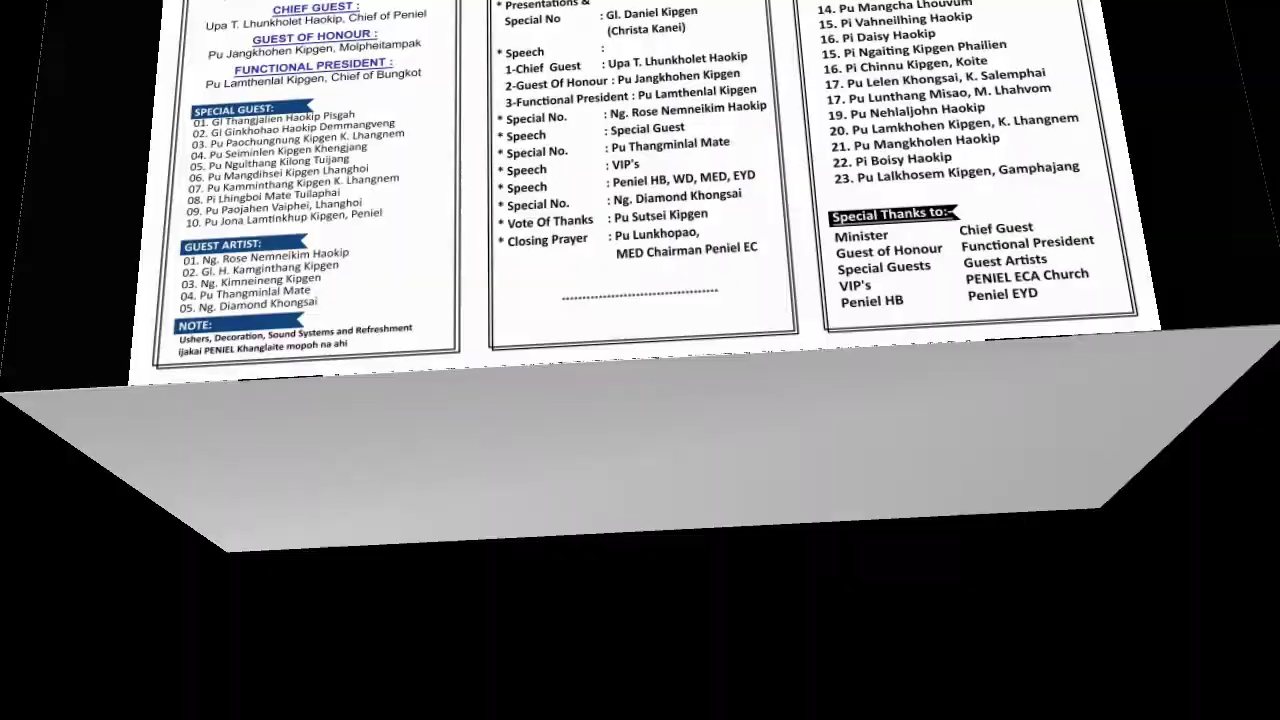 CHIEF GUEST :
Upa T. Lhunkholet Haokip, Chief of Peniel
GUEST OF HONOUR :
Pu Jangkhohen Kipgen, Molpheitampak
FUNCTIONAL PRESIDENT :
Pu Lamthenlal Kipgen, Chief of Bungkot
SPECIAL GUEST:
01. Gl Thangjalien Haokip Pisgah
02. Gl Ginkhohao Haokip Demmangveng
03. Pu Paochungnung Kipgen K. Lhangnem
04. Pu Seiminlen Kipgen Khengjang
05. Pu Ngulthang Kilong Tuijang
06. Pu Mangdihsei Kipgen Lhanghoi
07. Pu Kamminthang Kipgen K. Lhangnem
08. Pi Lhingboi Mate Tuilaphai
09. Pu Paojahen Vaiphei, Lhanghoi
10. Pu Jona Lamtinkhup Kipgen, Peniel
GUEST ARTIST:
01. Ng. Rose Nemneikim Haokip
02. Gl. H. Kamginthang Kipgen
03. Ng. Kimneineng Kipgen
04. Pu Thangminlal Mate
05. Ng. Diamond Khongsai
NOTE:
Ushers, Decoration, Sound Systems and Refreshment
ijakai PENIEL Khanglaite mopoh na ahi
* Presentations &
Special No : Gl. Daniel Kipgen
(Christa Kanei)
* Speech :
1-Chief Guest : Upa T. Lhunkholet Haokip
2-Guest Of Honour : Pu Jangkhohen Kipgen
3-Functional President : Pu Lamthenlal Kipgen
* Special No. : Ng. Rose Nemneikim Haokip
* Speech : Special Guest
* Special No. : Pu Thangminlal Mate
* Speech : VIP's
* Speech : Peniel HB, WD, MED, EYD
* Special No. : Ng. Diamond Khongsai
* Vote Of Thanks : Pu Sutsei Kipgen
* Closing Prayer : Pu Lunkhopao,
MED Chairman Peniel EC
14. Pu Mangcha Lhouvum
15. Pi Vahneilhing Haokip
16. Pi Daisy Haokip
15. Pi Ngaiting Kipgen Phailien
16. Pi Chinnu Kipgen, Koite
17. Pu Lelen Khongsai, K. Salemphai
17. Pu Lunthang Misao, M. Lhahvom
19. Pu Nehlaljohn Haokip
20. Pu Lamkhohen Kipgen, K. Lhangnem
21. Pu Mangkholen Haokip
22. Pi Boisy Haokip
23. Pu Lalkhosem Kipgen, Gamphajang
Special Thanks to:-
Minister Chief Guest
Guest of Honour Functional President
Special Guests Guest Artists
VIP's PENIEL ECA Church
Peniel HB Peniel EYD